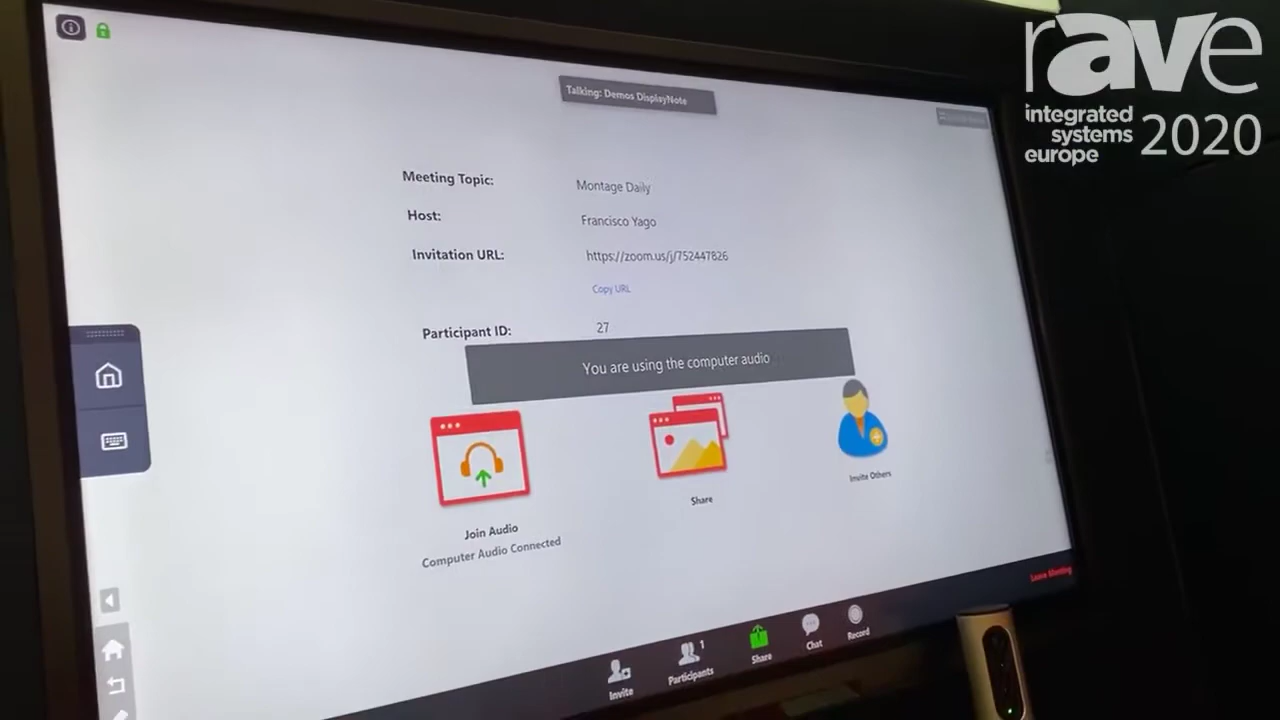 rave
integrated
systems
europe
2020
Talking: Demos DisplayNote
Meeting Topic:
Montage Daily
Host:
Francisco Yago
Invitation URL:
https://zoom.us/j/752447826
Copy URL
Participant ID:
27
You are using the computer audio
Join Audio
Computer Audio Connected
Share
Invite Others
Leave Meeting
Invite
1
Participants
Share
Chat
Record